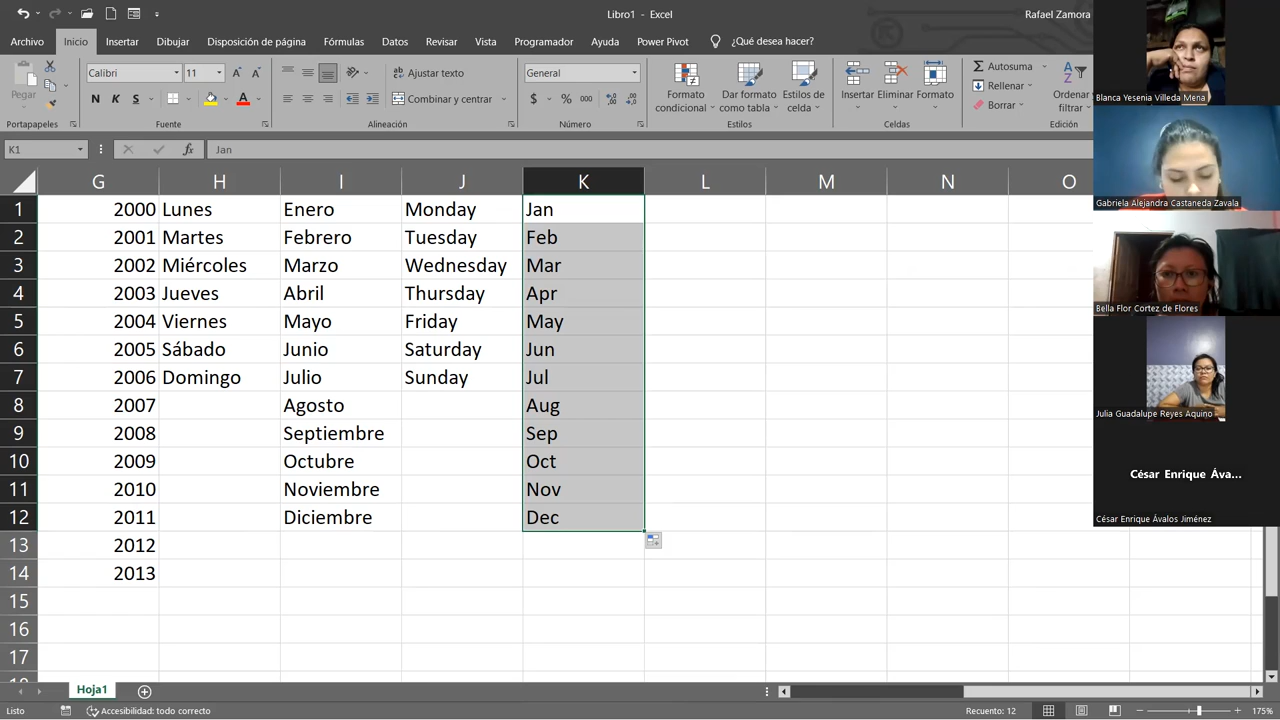 Libro1 - Excel
Rafael Zamora
Archivo Inicio Insertar Dibujar Disposición de página Fórmulas Datos Revisar Vista Programador Ayuda Power Pivot ¿Qué desea hacer?
Pegar
Calibri 11
N K S
Ajustar texto
Combinar y centrar
General
$ % 000
Formato condicional
Dar formato como tabla
Estilos de celda
Insertar Eliminar Formato
Autosuma
Rellenar
Borrar
Ordenar
filtrar
Portapapeles Fuente Alineación Número Estilos Celdas Edición
K1 fx Jan
G H I J K L M N O
1 2000 Lunes Enero Monday Jan
2 2001 Martes Febrero Tuesday Feb
3 2002 Miércoles Marzo Wednesday Mar
4 2003 Jueves Abril Thursday Apr
5 2004 Viernes Mayo Friday May
6 2005 Sábado Junio Saturday Jun
7 2006 Domingo Julio Sunday Jul
8 2007 Agosto Aug
9 2008 Septiembre Sep
10 2009 Octubre Oct
11 2010 Noviembre Nov
12 2011 Diciembre Dec
13 2012
14 2013
15
16
17
Hoja1
Listo Accesibilidad: todo correcto Recuento: 12 175%
Blanca Yesenia Villeda Mena
Gabriela Alejandra Castaneda Zavala
Bella Flor Cortez de Flores
Julia Guadalupe Reyes Aquino
César Enrique Áva...
César Enrique Ávalos Jiménez